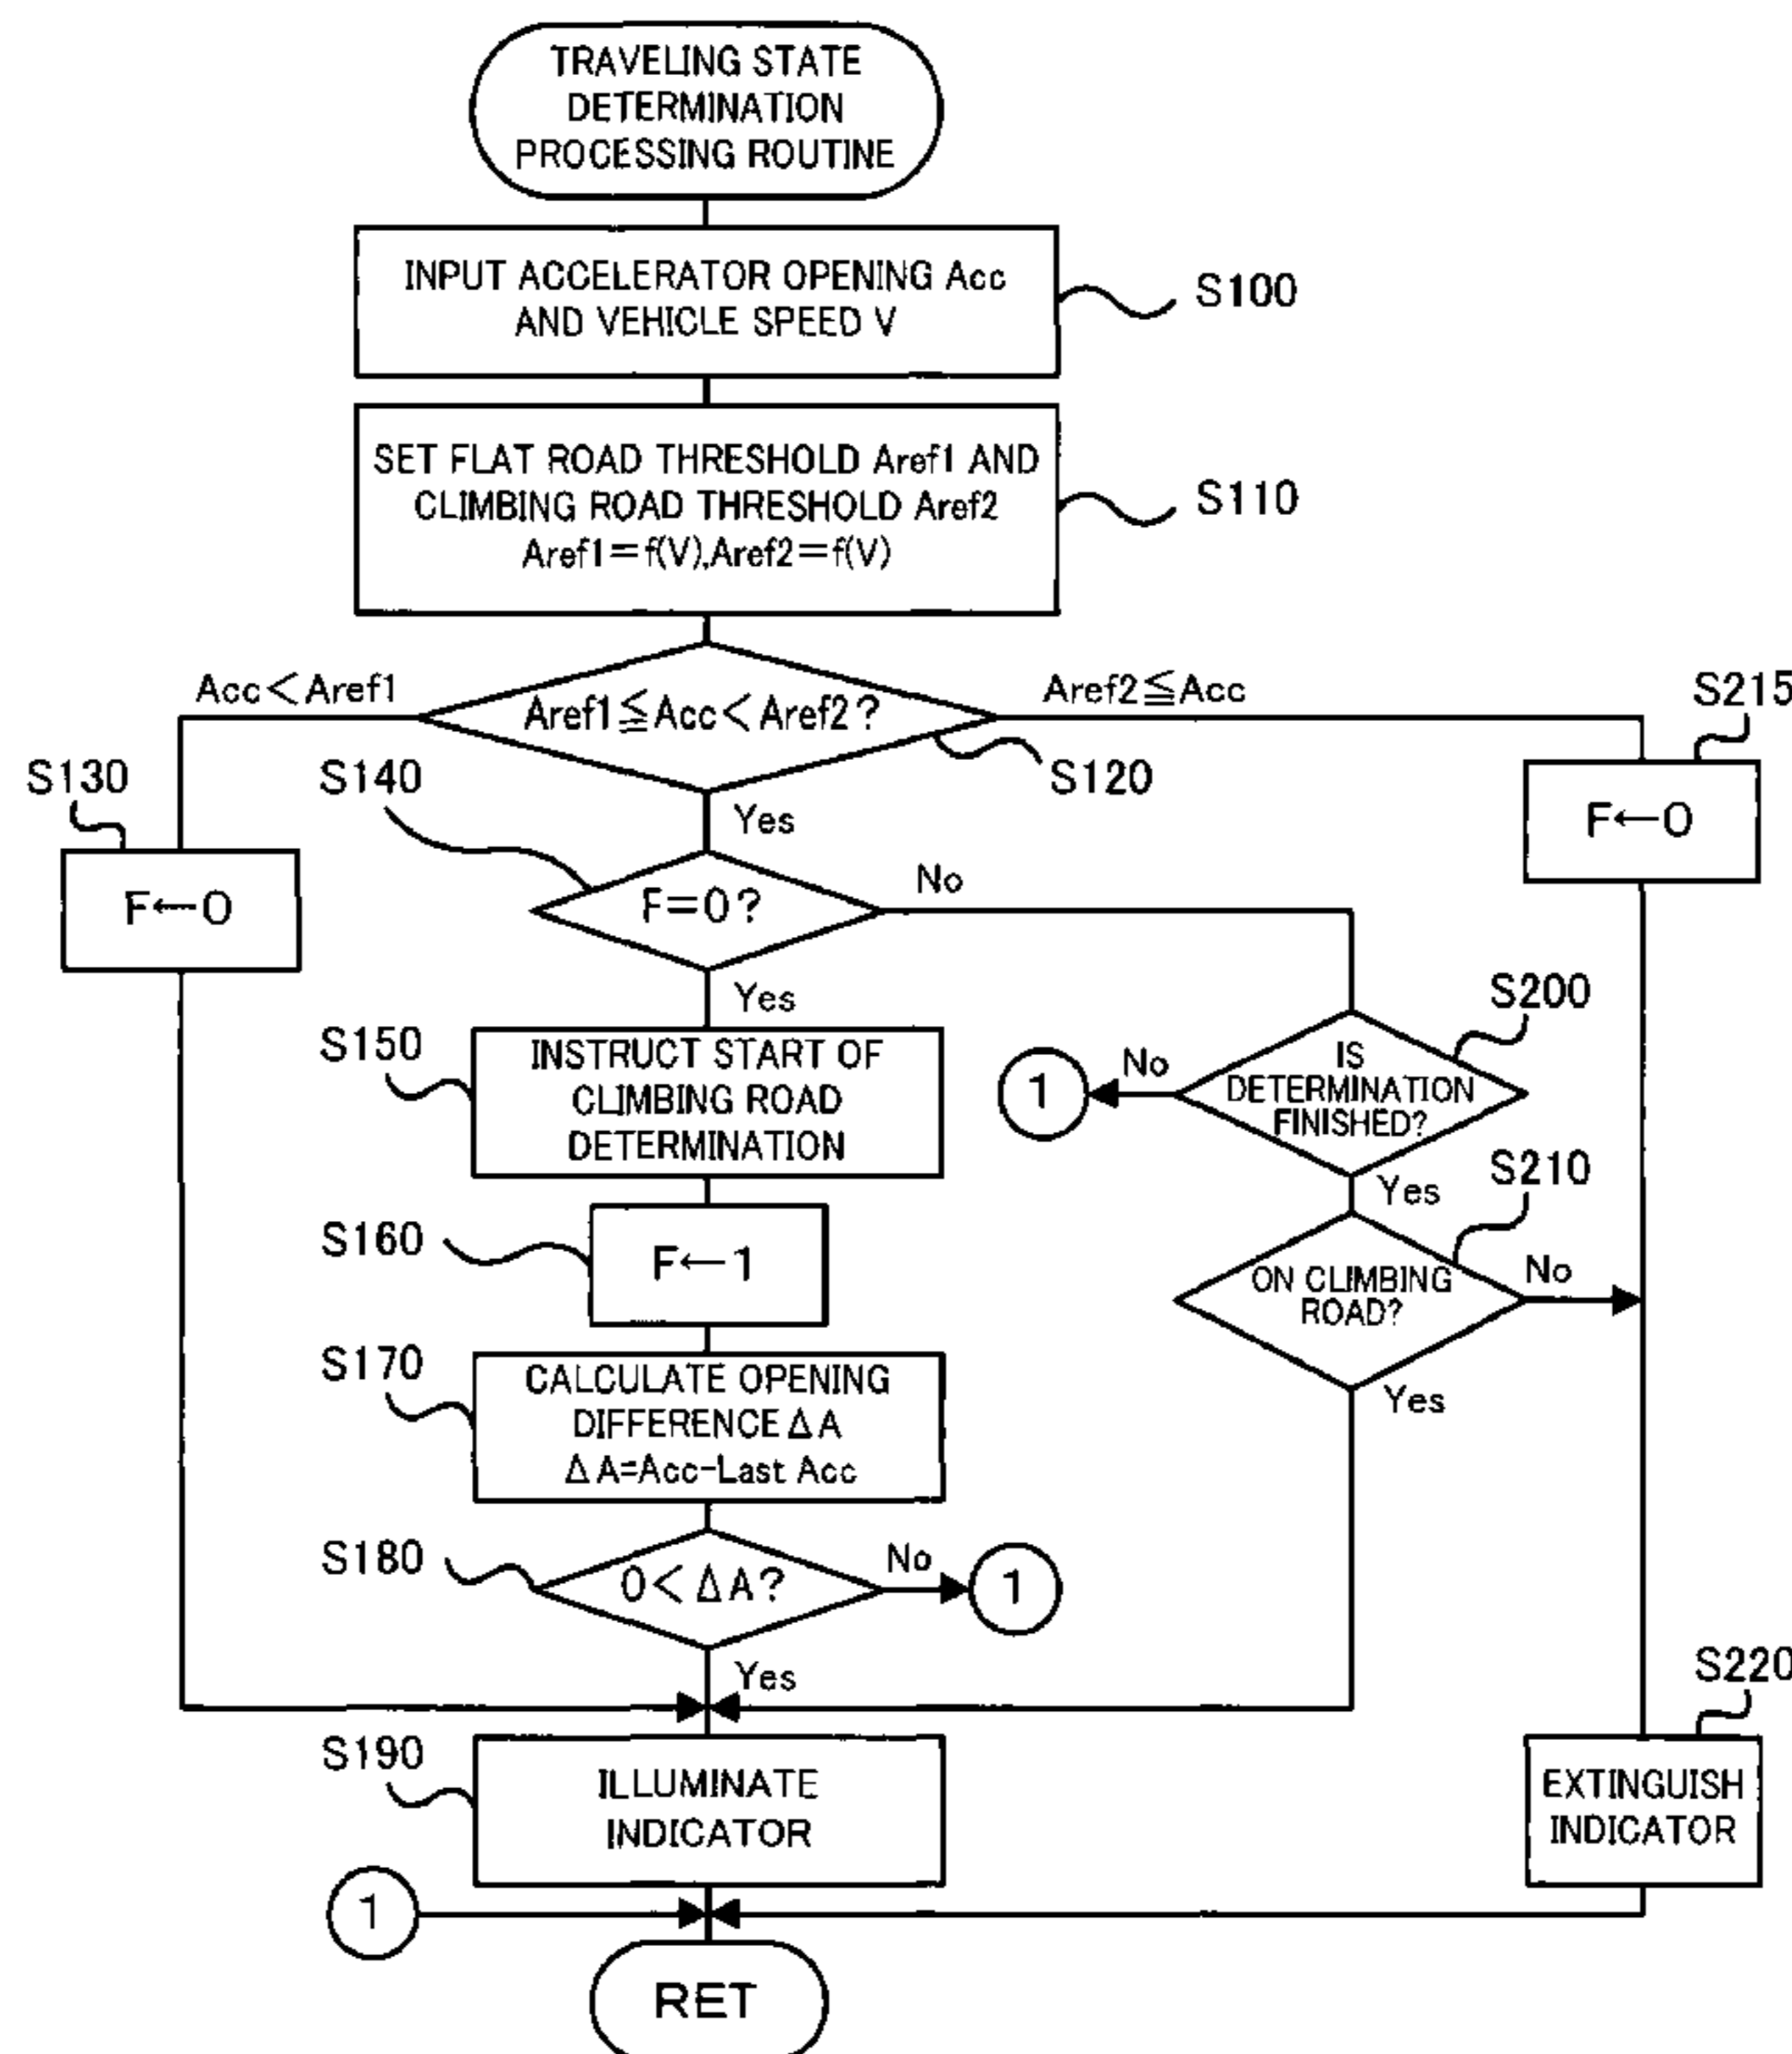 TRAVELING STATE
DETERMINATION
PROCESSING ROUTINE
INPUT ACCELERATOR OPENING Acc
AND VEHICLE SPEED V
S100
SET FLAT ROAD THRESHOLD Aref1 AND
CLIMBING ROAD THRESHOLD Aref2
Aref1=f(V),Aref2=f(V)
S110
Acc<Aref1
Aref1≦Acc<Aref2?
Aref2≦Acc
S120
S215
F←0
S130
F←0
S140
Yes
F=0?
No
Yes
S150
INSTRUCT START OF
CLIMBING ROAD
DETERMINATION
S200
IS
DETERMINATION
FINISHED?
No
1
Yes
S160
F←1
S210
ON CLIMBING
ROAD?
No
Yes
S170
CALCULATE OPENING
DIFFERENCE ΔA
ΔA=Acc-Last Acc
S180
0<ΔA?
No
1
Yes
S190
ILLUMINATE
INDICATOR
S220
EXTINGUISH
INDICATOR
1
RET